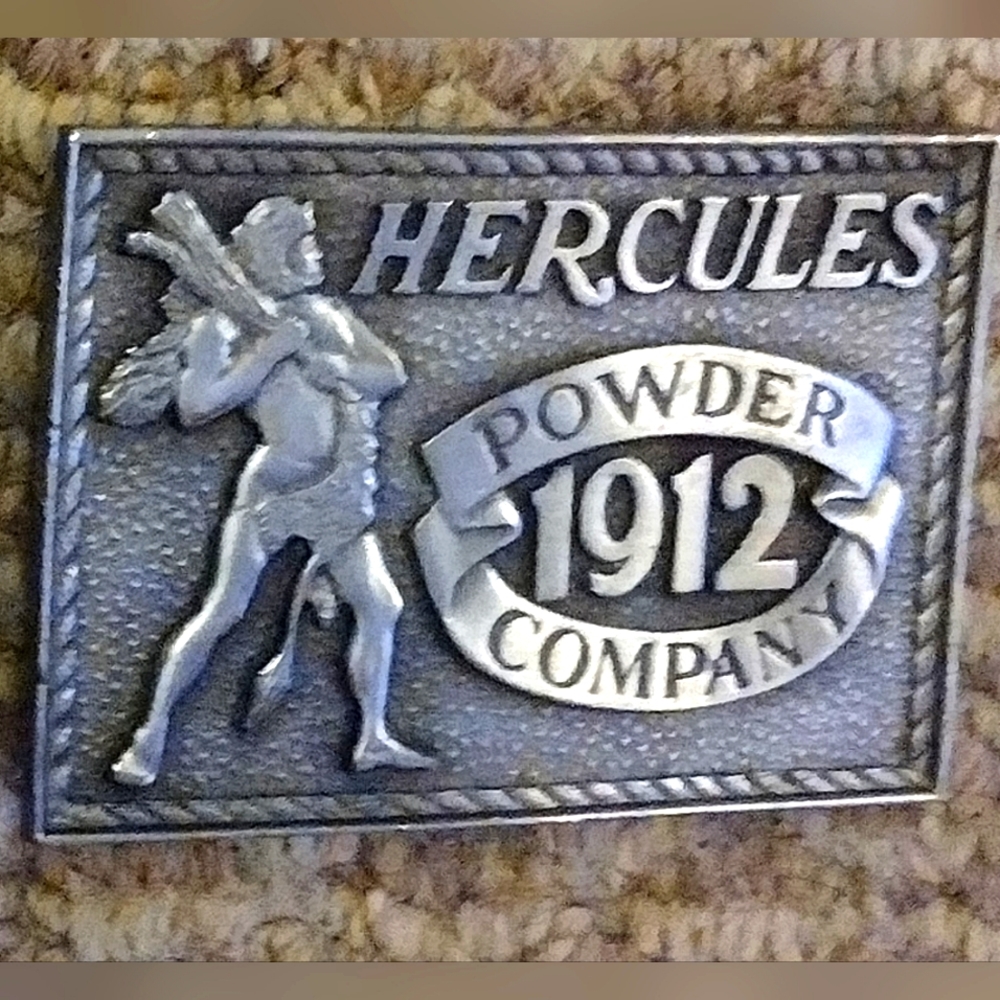 HERCULES
POWDER
1912
COMPANY